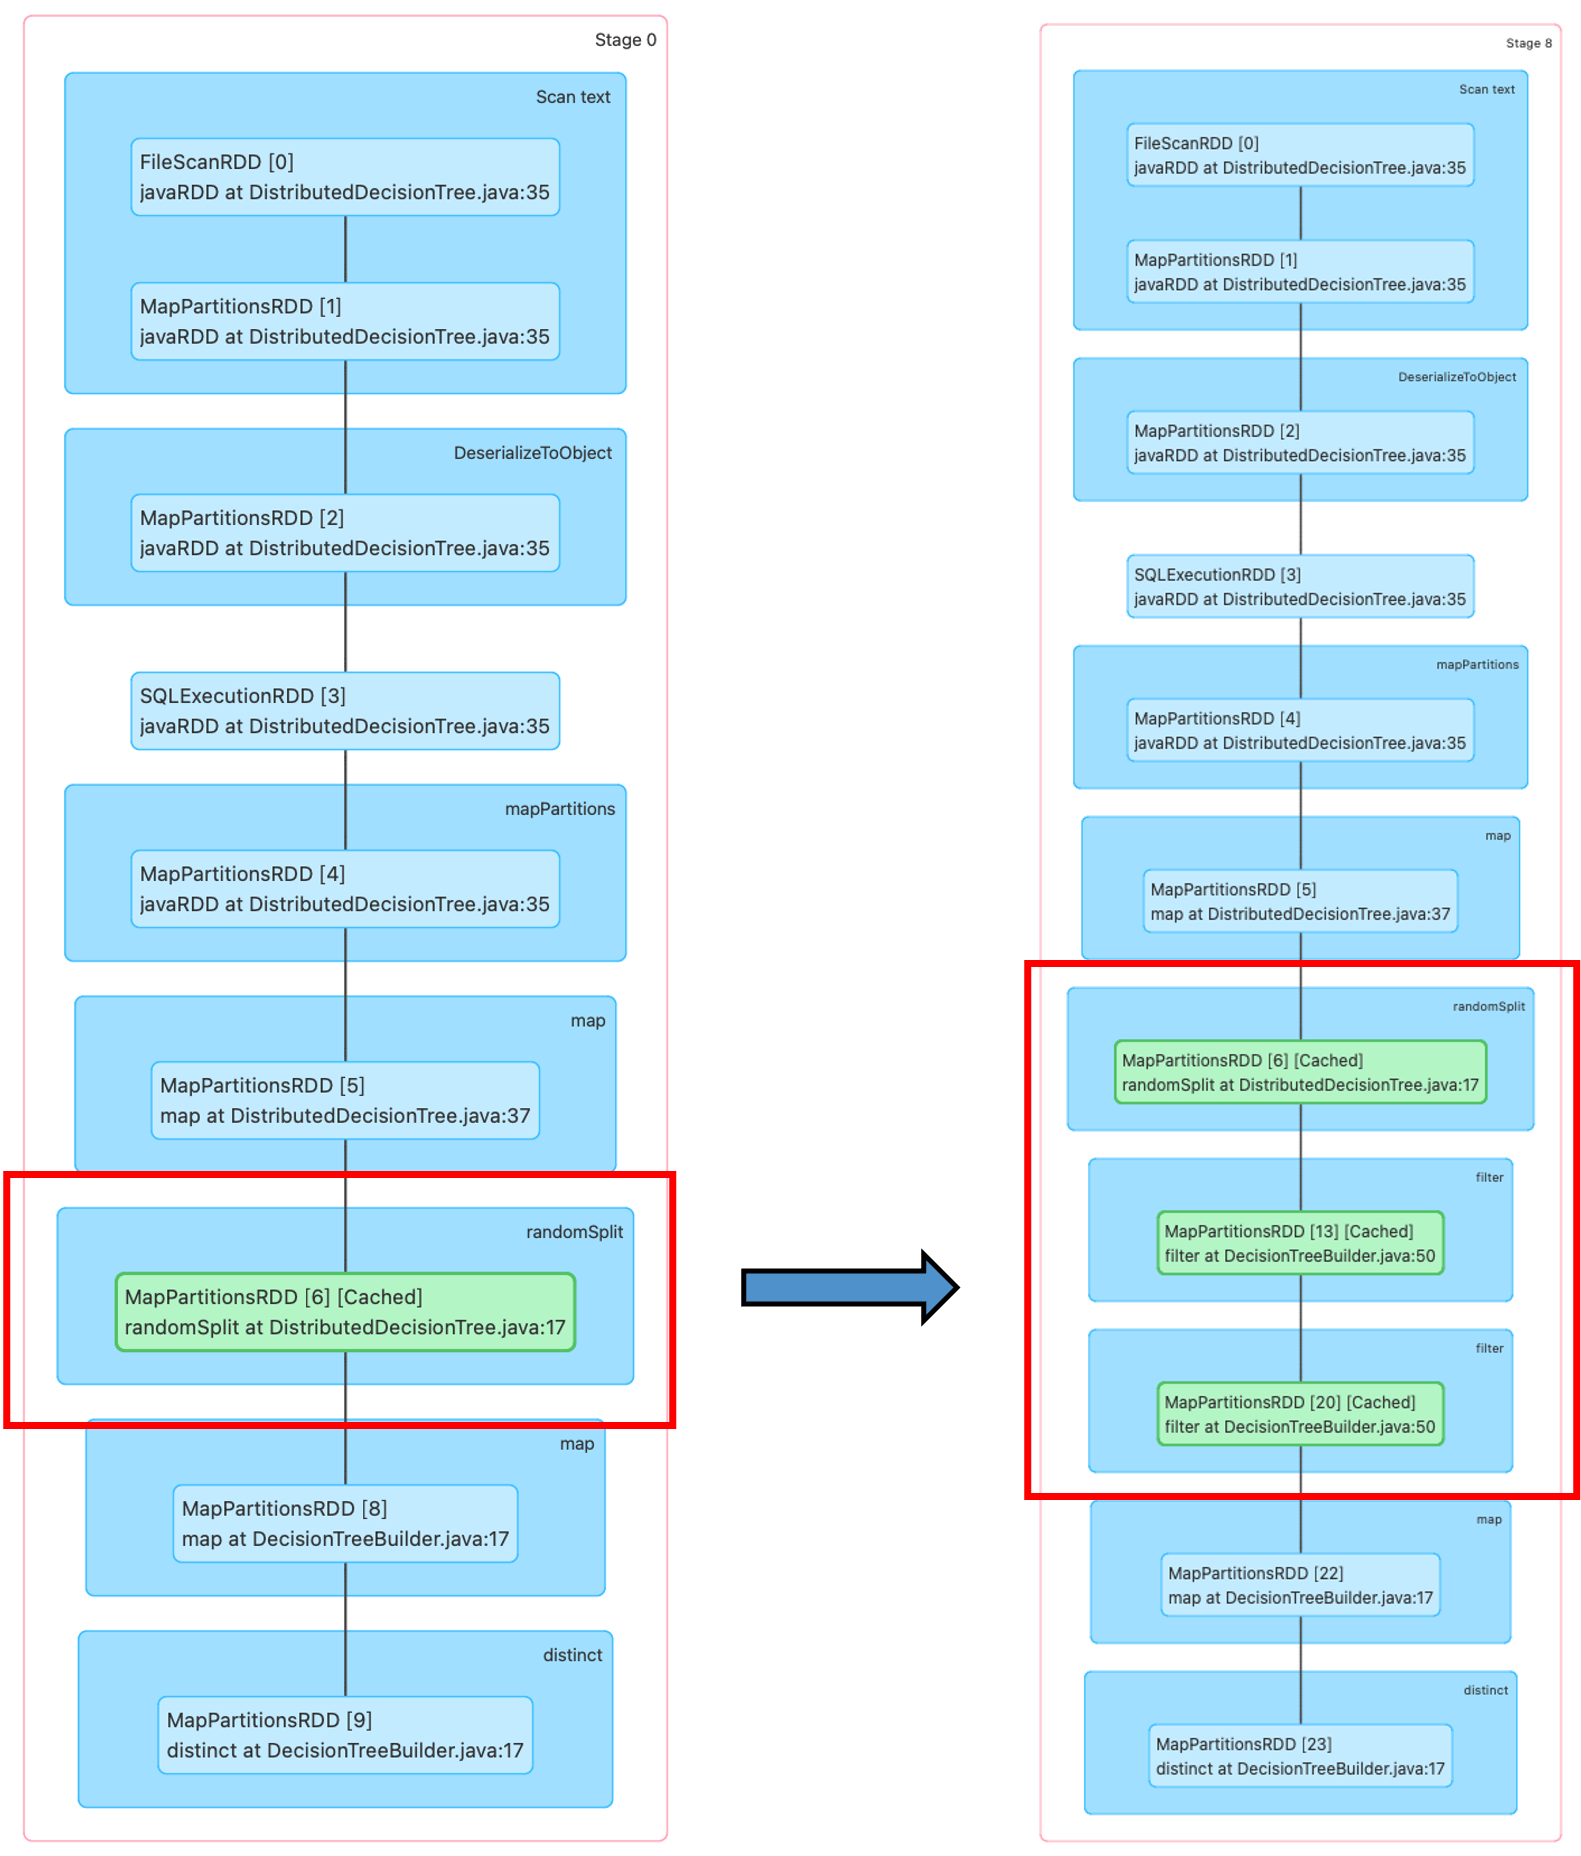 Stage 0
Scan text
FileScanRDD [0]
javaRDD at DistributedDecisionTree.java:35
MapPartitionsRDD [1]
javaRDD at DistributedDecisionTree.java:35
DeserializeToObject
MapPartitionsRDD [2]
javaRDD at DistributedDecisionTree.java:35
SQLExecutionRDD [3]
javaRDD at DistributedDecisionTree.java:35
mapPartitions
MapPartitionsRDD [4]
javaRDD at DistributedDecisionTree.java:35
map
MapPartitionsRDD [5]
map at DistributedDecisionTree.java:37
randomSplit
MapPartitionsRDD [6] [Cached]
randomSplit at DistributedDecisionTree.java:17
map
MapPartitionsRDD [8]
map at DecisionTreeBuilder.java:17
distinct
MapPartitionsRDD [9]
distinct at DecisionTreeBuilder.java:17
Stage 8
Scan text
FileScanRDD [0]
javaRDD at DistributedDecisionTree.java:35
MapPartitionsRDD [1]
javaRDD at DistributedDecisionTree.java:35
DeserializeToObject
MapPartitionsRDD [2]
javaRDD at DistributedDecisionTree.java:35
SQLExecutionRDD [3]
javaRDD at DistributedDecisionTree.java:35
mapPartitions
MapPartitionsRDD [4]
javaRDD at DistributedDecisionTree.java:35
map
MapPartitionsRDD [5]
map at DistributedDecisionTree.java:37
randomSplit
MapPartitionsRDD [6] [Cached]
randomSplit at DistributedDecisionTree.java:17
filter
MapPartitionsRDD [13] [Cached]
filter at DecisionTreeBuilder.java:50
filter
MapPartitionsRDD [20] [Cached]
filter at DecisionTreeBuilder.java:50
map
MapPartitionsRDD [22]
map at DecisionTreeBuilder.java:17
distinct
MapPartitionsRDD [23]
distinct at DecisionTreeBuilder.java:17